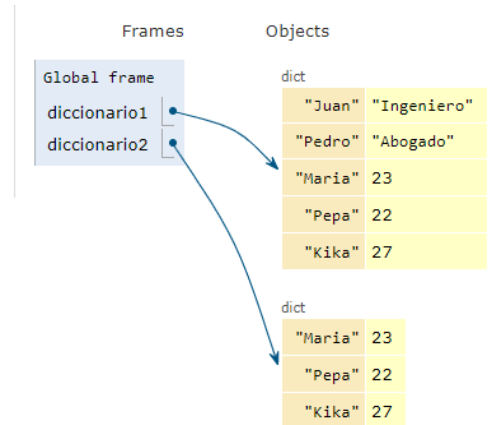 Frames Objects
Global frame
diccionario1
diccionario2
dict
"Juan" "Ingeniero"
"Pedro" "Abogado"
"Maria" 23
"Pepa" 22
"Kika" 27
dict
"Maria" 23
"Pepa" 22
"Kika" 27